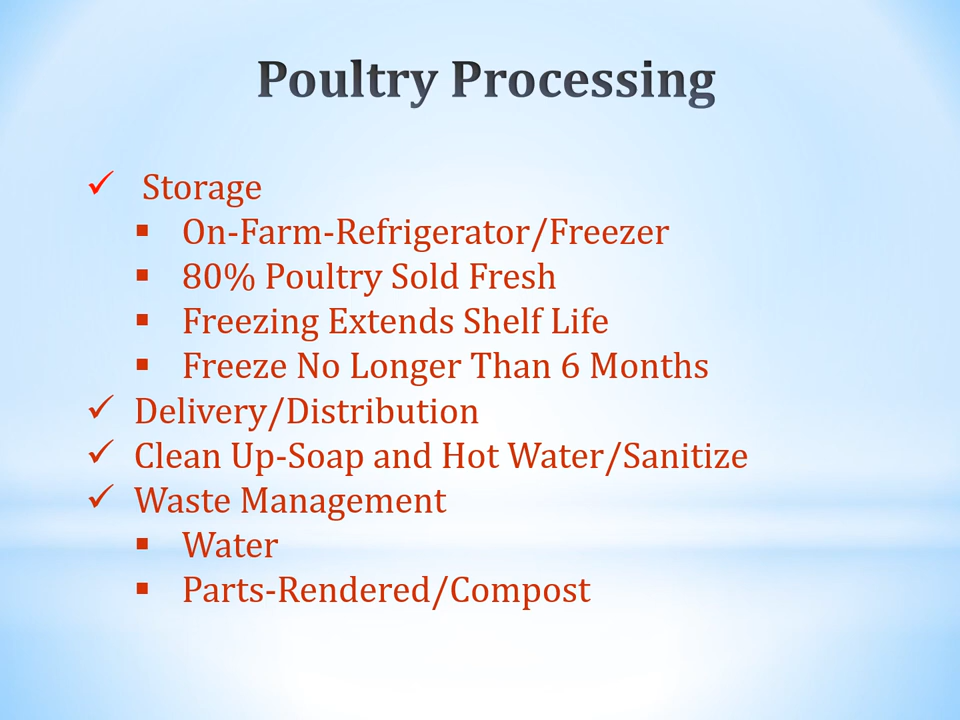 Poultry Processing
✓ Storage
▪ On-Farm-Refrigerator/Freezer
▪ 80% Poultry Sold Fresh
▪ Freezing Extends Shelf Life
▪ Freeze No Longer Than 6 Months
✓ Delivery/Distribution
✓ Clean Up-Soap and Hot Water/Sanitize
✓ Waste Management
▪ Water
▪ Parts-Rendered/Compost